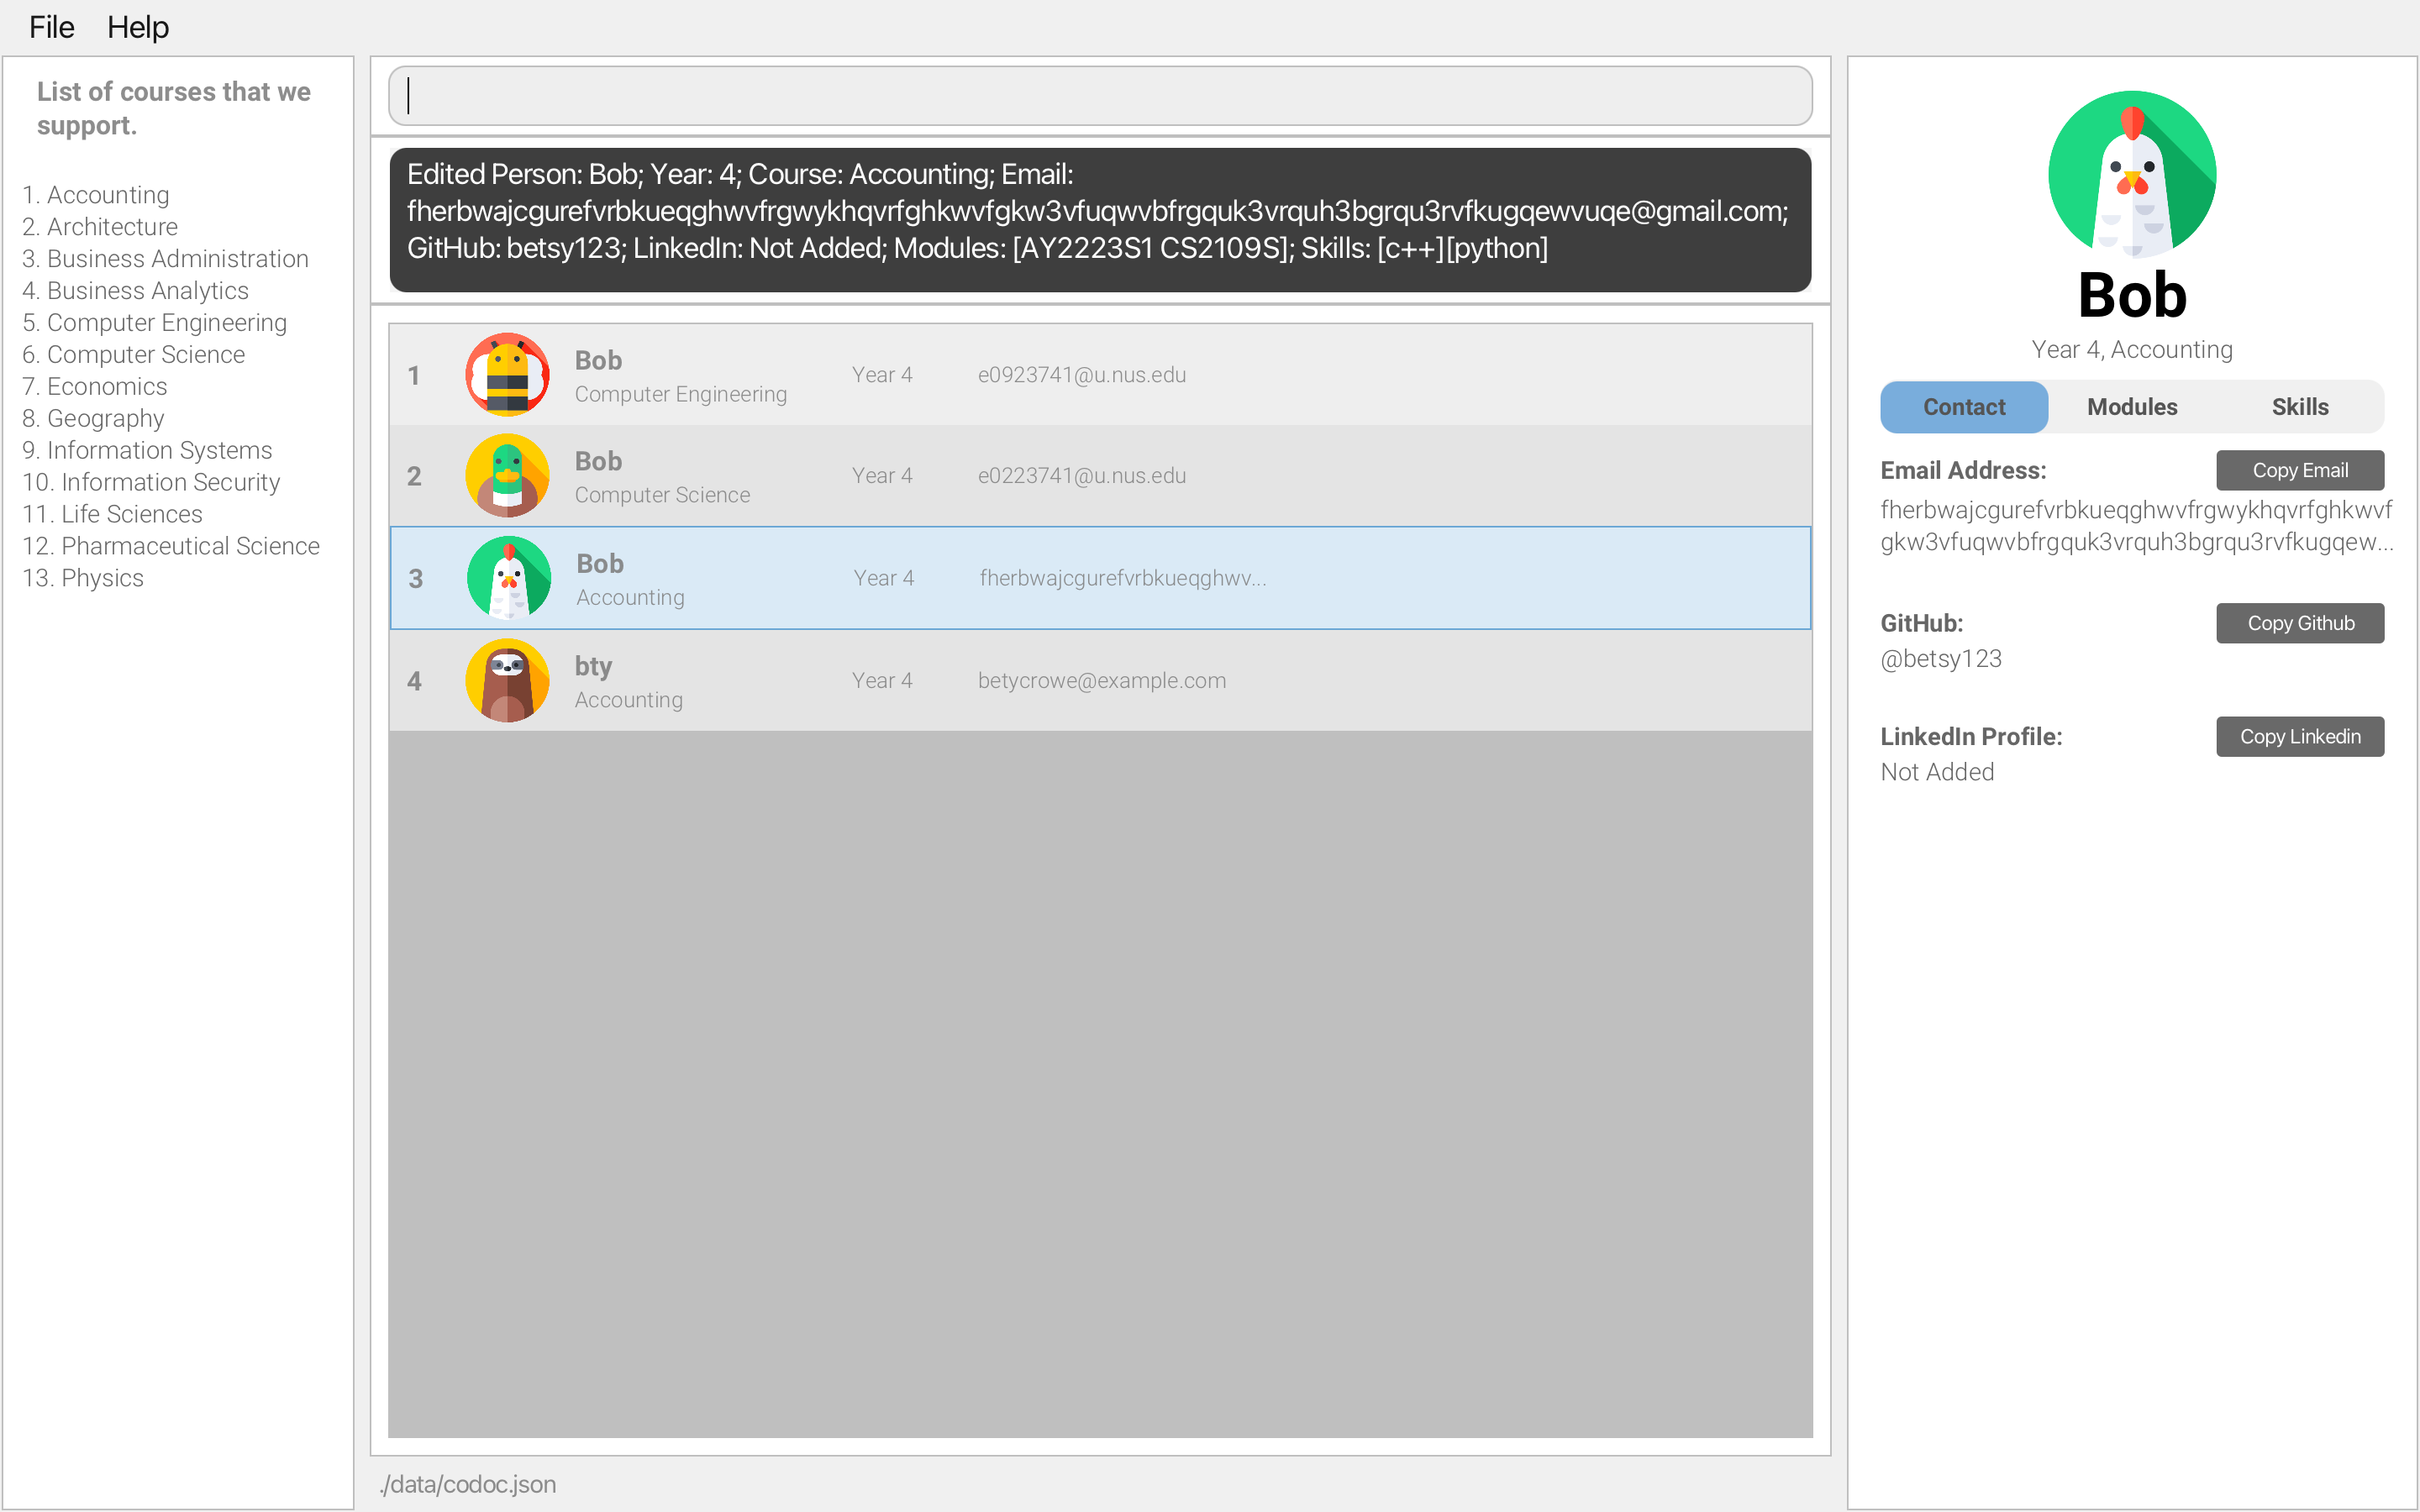 File Help
List of courses that we
support.
1. Accounting
2. Architecture
3. Business Administration
4. Business Analytics
5. Computer Engineering
6. Computer Science
7. Economics
8. Geography
9. Information Systems
10. Information Security
11. Life Sciences
12. Pharmaceutical Science
13. Physics
Edited Person: Bob; Year: 4; Course: Accounting; Email:
fherbwajcgurefvrbkueqghwvfrgwykhqvrfghkwvfgkw3vfuqwvbfrgquk3vrquh3bgrqu3rvfkugqewvuqe@gmail.com;
GitHub: betsy123; LinkedIn: Not Added; Modules: [AY2223S1 CS2109S]; Skills: [c++][python]
1 Bob Year 4 e0923741@u.nus.edu
Computer Engineering
2 Bob Year 4 e0223741@u.nus.edu
Computer Science
3 Bob Year 4 fherbwajcgurefvrbkueqghwv...
Accounting
4 bty Year 4 betycrowe@example.com
Accounting
./data/codoc.json
Bob
Year 4, Accounting
Contact Modules Skills
Email Address: Copy Email
fherbwajcgurefvrbkueqghwvfrgwykhqvrfghkwvf
gkw3vfuqwvbfrgquk3vrquh3bgrqu3rvfkugqew...
GitHub: Copy Github
@betsy123
LinkedIn Profile: Copy Linkedin
Not Added